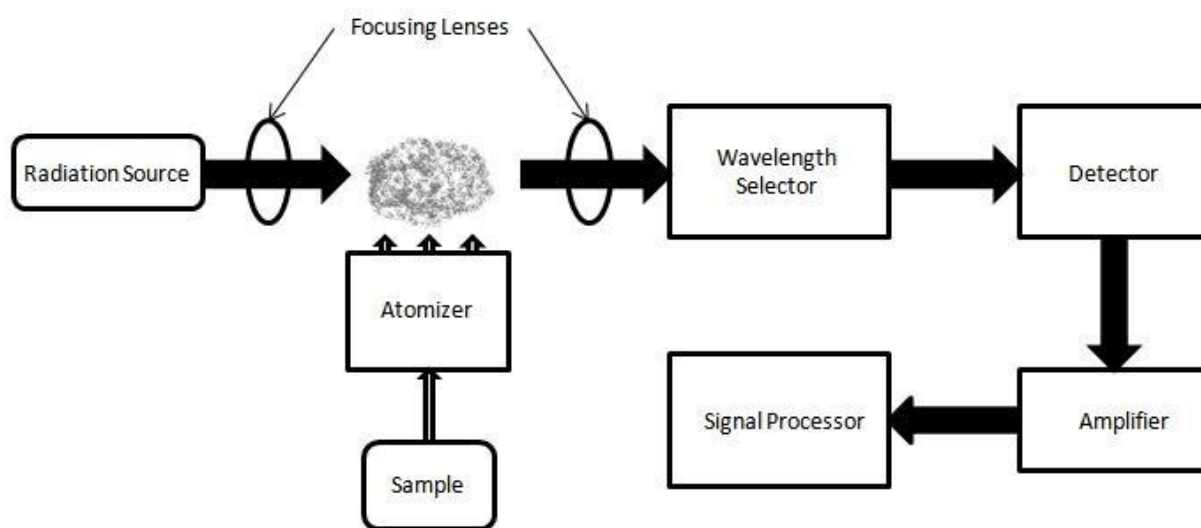 Focusing Lenses
Radiation Source
Wavelength
Selector
Detector
Atomizer
Signal Processor
Amplifier
Sample